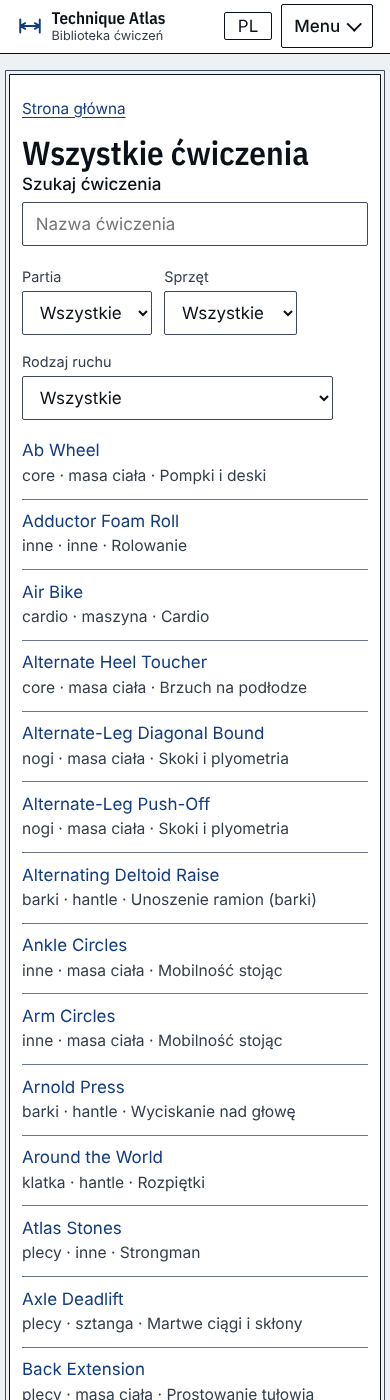 Technique Atlas
Biblioteka ćwiczeń
PL
Menu
Strona główna
Wszystkie ćwiczenia
Szukaj ćwiczenia
Nazwa ćwiczenia
Partia
Sprzęt
Wszystkie
Wszystkie
Rodzaj ruchu
Wszystkie
Ab Wheel
core · masa ciała · Pompki i deski
Adductor Foam Roll
inne · inne · Rolowanie
Air Bike
cardio · maszyna · Cardio
Alternate Heel Toucher
core · masa ciała · Brzuch na podłodze
Alternate-Leg Diagonal Bound
nogi · masa ciała · Skoki i plyometria
Alternate-Leg Push-Off
nogi · masa ciała · Skoki i plyometria
Alternating Deltoid Raise
barki · hantle · Unoszenie ramion (barki)
Ankle Circles
inne · masa ciała · Mobilność stojąc
Arm Circles
inne · masa ciała · Mobilność stojąc
Arnold Press
barki · hantle · Wyciskanie nad głowę
Around the World
klatka · hantle · Rozpiętki
Atlas Stones
plecy · inne · Strongman
Axle Deadlift
plecy · sztanga · Martwe ciągi i skłony
Back Extension
plecy · masa ciała · Prostowanie tułowia